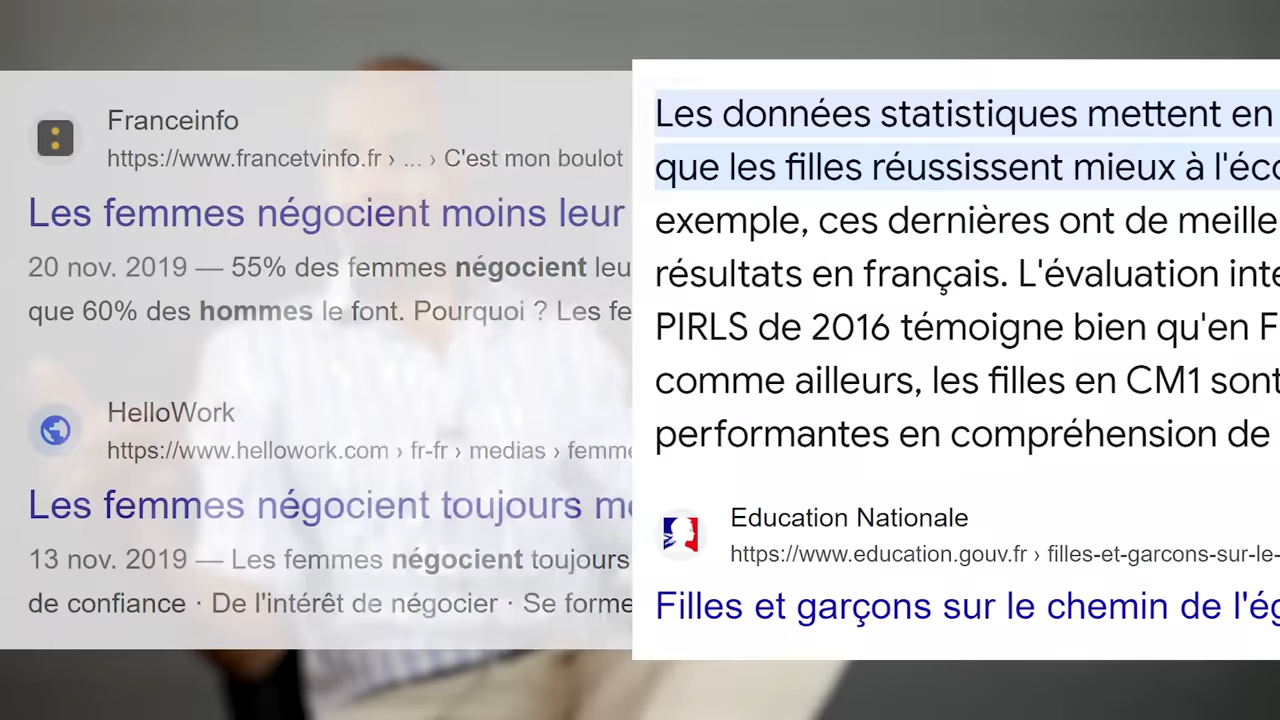 Franceinfo
https://www.francetvinfo.fr › ... › C'est mon boulot
Les femmes négocient moins leur
20 nov. 2019 — 55% des femmes négocient leu
que 60% des hommes le font. Pourquoi ? Les fe
HelloWork
https://www.hellowork.com › fr-fr › medias › femme
Les femmes négocient toujours mo
13 nov. 2019 — Les femmes négocient toujours
de confiance · De l'intérêt de négocier · Se forme
Les données statistiques mettent en
que les filles réussissent mieux à l'éco
exemple, ces dernières ont de meille
résultats en français. L'évaluation inte
PIRLS de 2016 témoigne bien qu'en F
comme ailleurs, les filles en CM1 sont
performantes en compréhension de
Education Nationale
https://www.education.gouv.fr › filles-et-garcons-sur-le-
Filles et garçons sur le chemin de l'ég